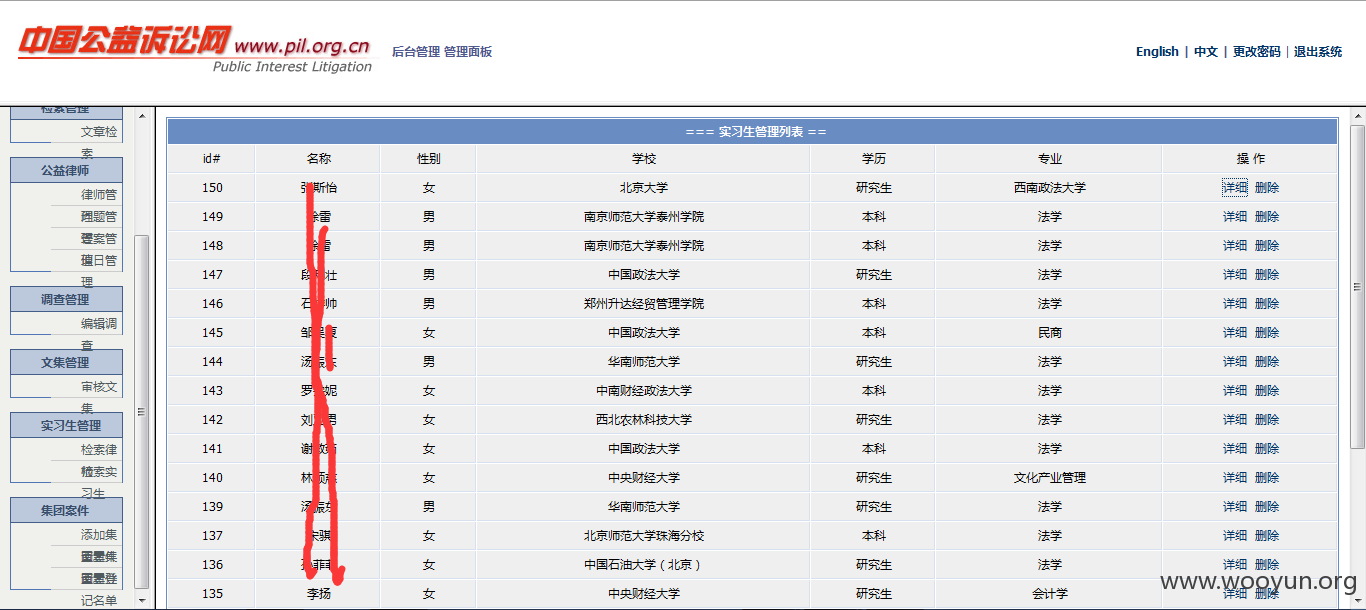 中国公益诉讼网 www.pil.org.cn
Public Interest Litigation
后台管理 管理面板
English | 中文 | 更改密码 | 退出系统
检索管理
文章检
索
公益律师
律师管
问题管
答案管
值日管
理
调查管理
编辑调
查
文集管理
审核文
集
实习生管理
检索律
检索实
习生
集团案件
添加集
记名单
=== 实习生管理列表 ==
id# 名称 性别 学校 学历 专业 操 作
150 斯怡 女 北京大学 研究生 西南政法大学 详细 删除
149 雷 男 南京师范大学泰州学院 本科 法学 详细 删除
148 雷 男 南京师范大学泰州学院 本科 法学 详细 删除
147 段 壮 男 中国政法大学 研究生 法学 详细 删除
146 石 帅 男 郑州升达经贸管理学院 本科 法学 详细 删除
145 邹 女 中国政法大学 本科 民商 详细 删除
144 汤 男 华南师范大学 研究生 法学 详细 删除
143 罗 妮 女 中南财经政法大学 本科 法学 详细 删除
142 刘 男 女 西北农林科技大学 研究生 法学 详细 删除
141 谢 女 中国政法大学 本科 法学 详细 删除
140 林 女 中央财经大学 研究生 文化产业管理 详细 删除
139 汤 男 华南师范大学 研究生 法学 详细 删除
137 骐 女 北京师范大学珠海分校 本科 法学 详细 删除
136 菲 女 中国石油大学（北京） 研究生 法学 详细 删除
135 李扬 女 中央财经大学 研究生 会计学 详细 删除
www.wooyun.org